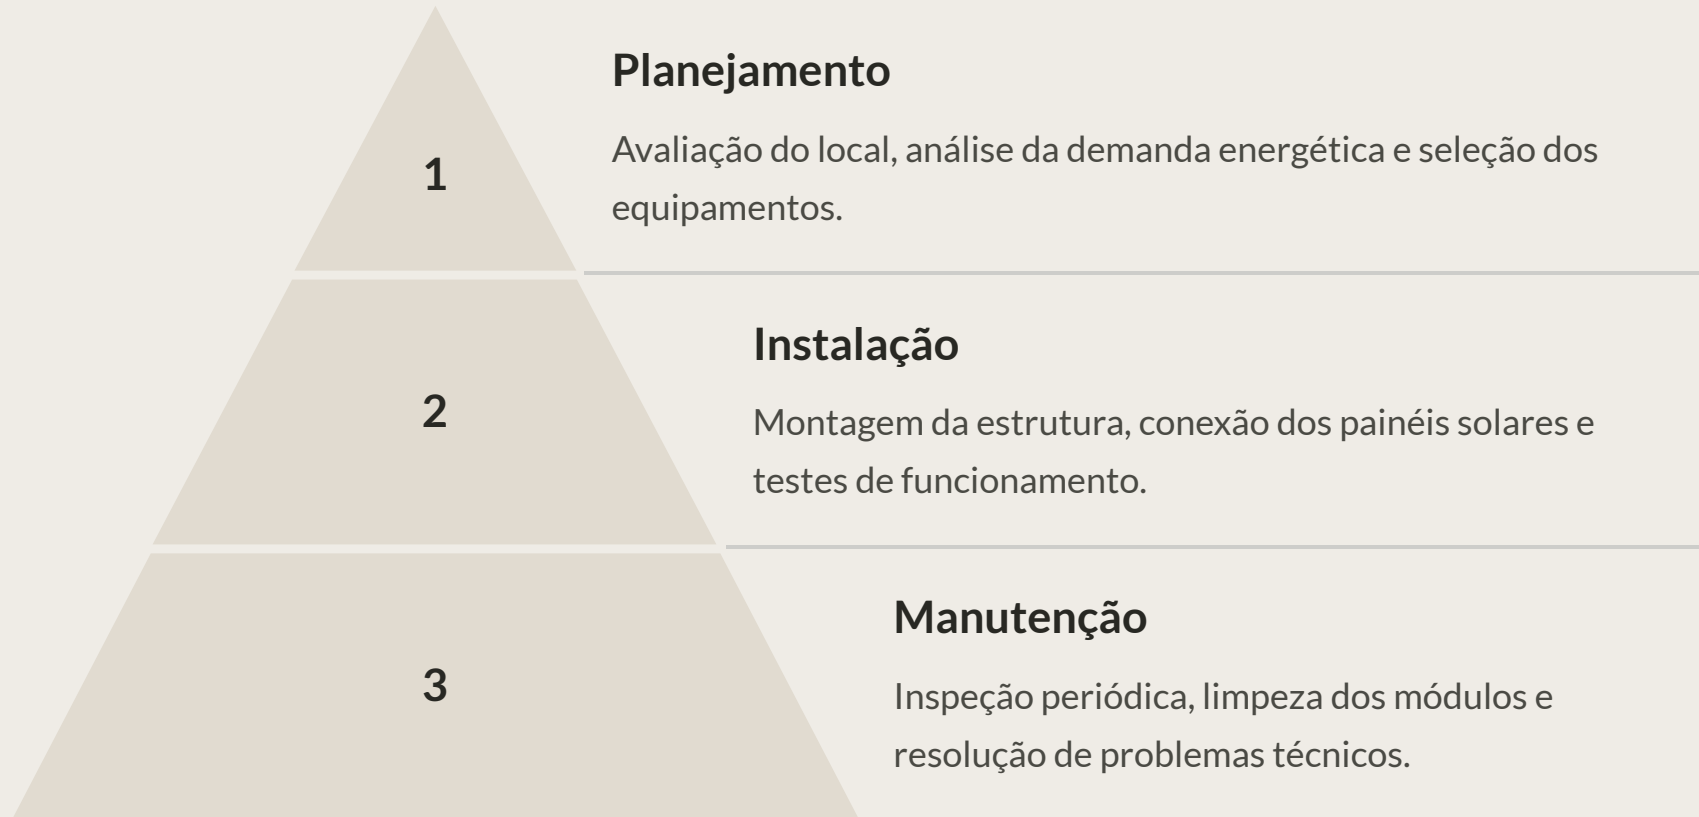 Planejamento
1
Avaliação do local, análise da demanda energética e seleção dos
equipamentos.
Instalação
2
Montagem da estrutura, conexão dos painéis solares e
testes de funcionamento.
Manutenção
3
Inspeção periódica, limpeza dos módulos e
resolução de problemas técnicos.